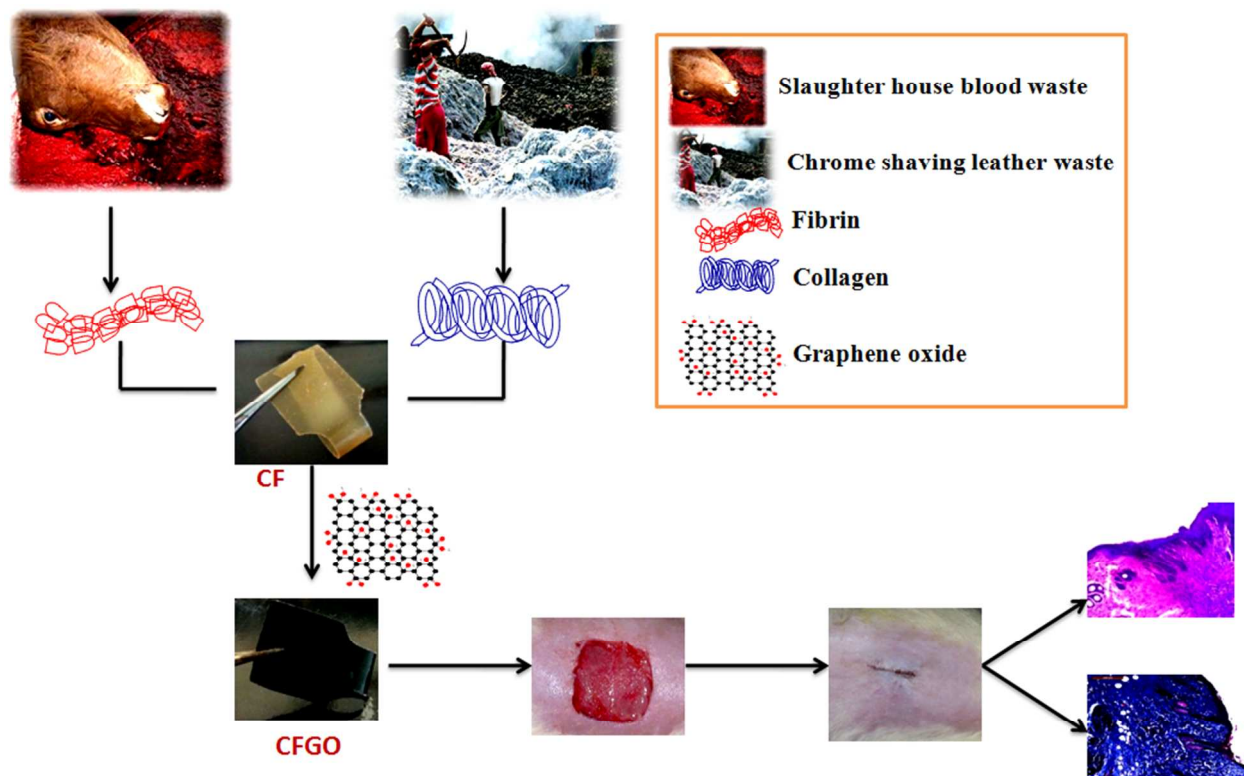 Slaughter house blood waste
Chrome shaving leather waste
Fibrin
Collagen
Graphene oxide
CF
CFGO